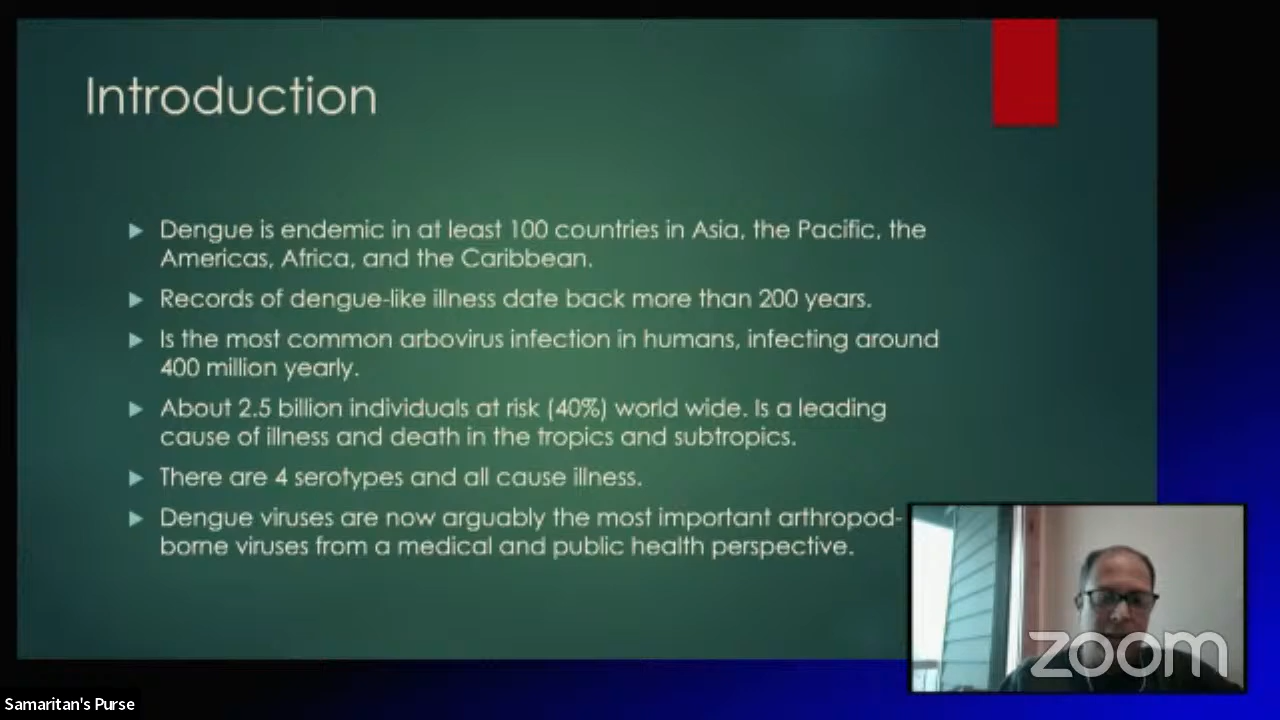 Introduction
Dengue is endemic in at least 100 countries in Asia, the Pacific, the
Americas, Africa, and the Caribbean.
Records of dengue-like illness date back more than 200 years.
Is the most common arbovirus infection in humans, infecting around
400 million yearly.
About 2.5 billion individuals at risk (40%) world wide. Is a leading
cause of illness and death in the tropics and subtropics.
There are 4 serotypes and all cause illness.
Dengue viruses are now arguably the most important arthropod-
borne viruses from a medical and public health perspective.
zoom
Samaritan's Purse